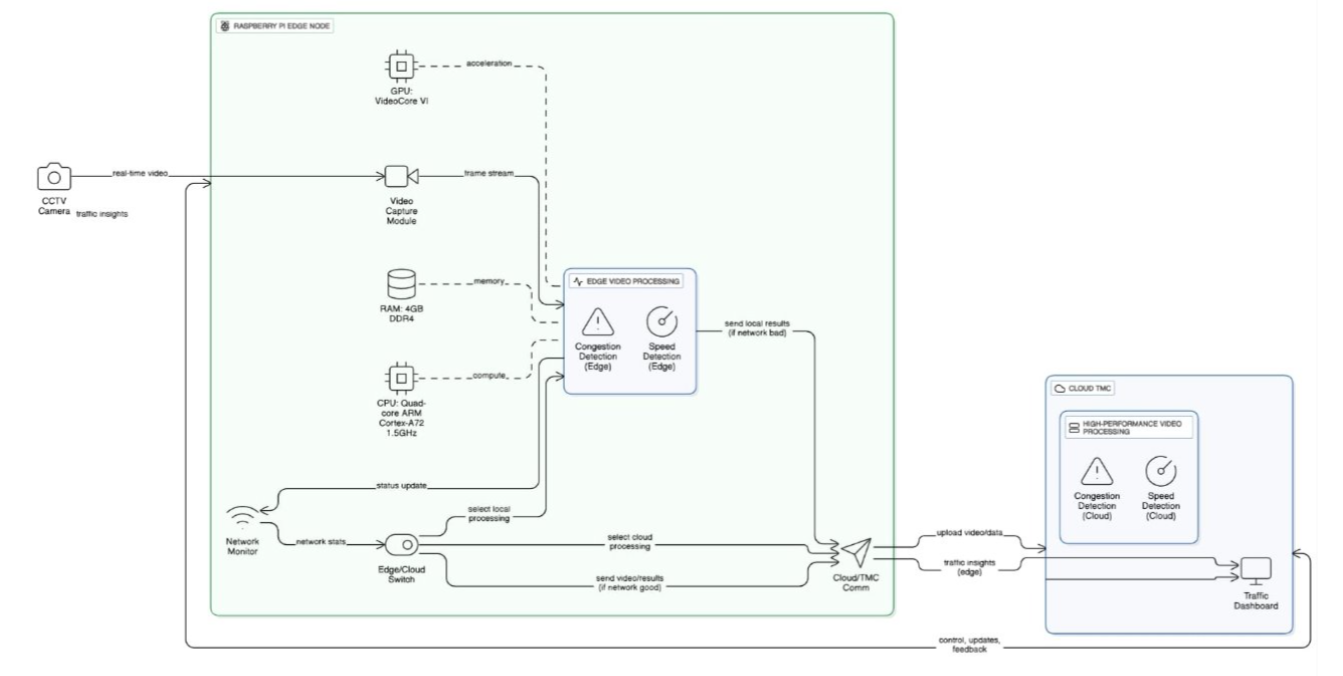 RASPBERRY PI EDGE NODE
acceleration
GPU:
VideoCore VI
real-time video
frame stream
CCTV
Camera
traffic insights
Video
Capture
Module
memory
RAM: 4GB
DDR4
EDGE VIDEO PROCESSING
Congestion
Detection
(Edge)
Speed
Detection
(Edge)
send local results
(if network bad)
compute
CPU: Quad-
core ARM
Cortex-A72
1.5GHz
CLOUD TMC
HIGH-PERFORMANCE VIDEO
PROCESSING
Congestion
Detection
(Cloud)
Speed
Detection
(Cloud)
status update
select local
processing
Network
Monitor
network stats
Edge/Cloud
Switch
select cloud
processing
send video/results
(if network good)
Cloud/TMC
Comm
upload video/data
traffic insights
(edge)
Traffic
Dashboard
control, updates,
feedback